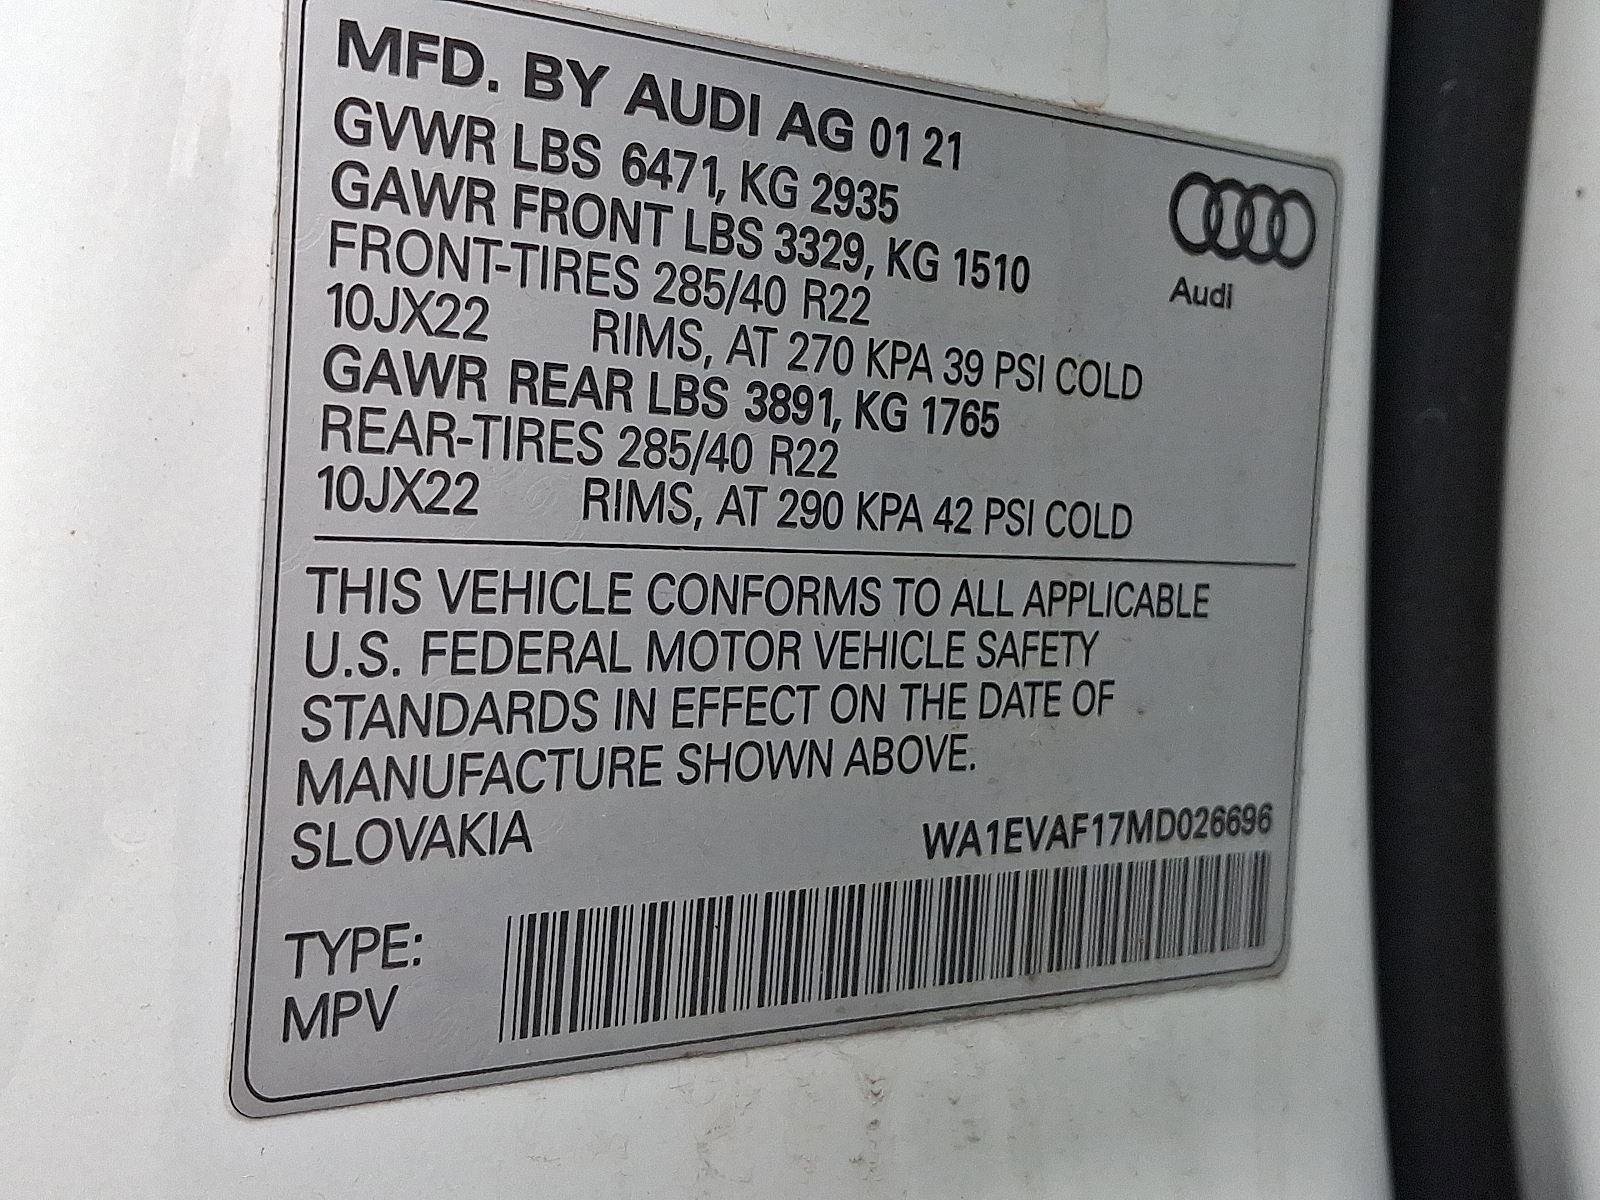 MFD. BY AUDI AG 01 21
GVWR LBS 6471, KG 2935
GAWR FRONT LBS 3329, KG 1510
FRONT-TIRES 285/40 R22
10JX22 RIMS, AT 270 KPA 39 PSI COLD
GAWR REAR LBS 3891, KG 1765
REAR-TIRES 285/40 R22
10JX22 RIMS, AT 290 KPA 42 PSI COLD
Audi
THIS VEHICLE CONFORMS TO ALL APPLICABLE
U.S. FEDERAL MOTOR VEHICLE SAFETY
STANDARDS IN EFFECT ON THE DATE OF
MANUFACTURE SHOWN ABOVE.
SLOVAKIA WA1EVAF17MD026696
TYPE:
MPV